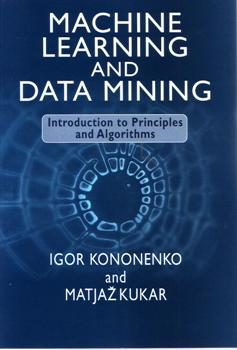 MACHINE
LEARNING
AND
DATA MINING
Introduction to Principles
and Algorithms
IGOR KONONENKO
and
MATJAŽ KUKAR